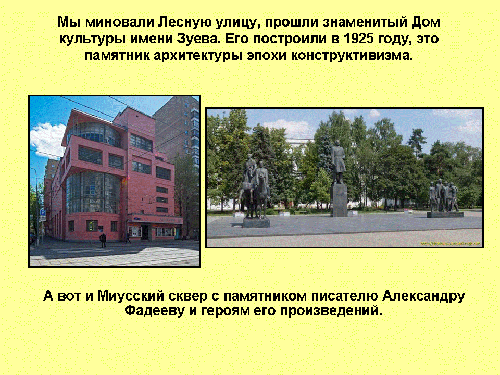 Мы миновали Лесную улицу, прошли знаменитый Дом
культуры имени Зуева. Его построили в 1925 году, это
памятник архитектуры эпохи конструктивизма.
А вот и Миусский сквер с памятником писателю Александру
Фадееву и героям его произведений.